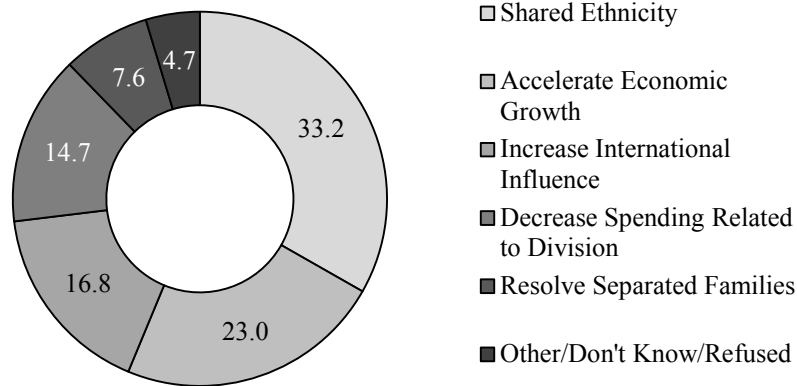 33.2
23.0
16.8
14.7
7.6
4.7
Shared Ethnicity
Accelerate Economic
Growth
Increase International
Influence
Decrease Spending Related
to Division
Resolve Separated Families
Other/Don't Know/Refused